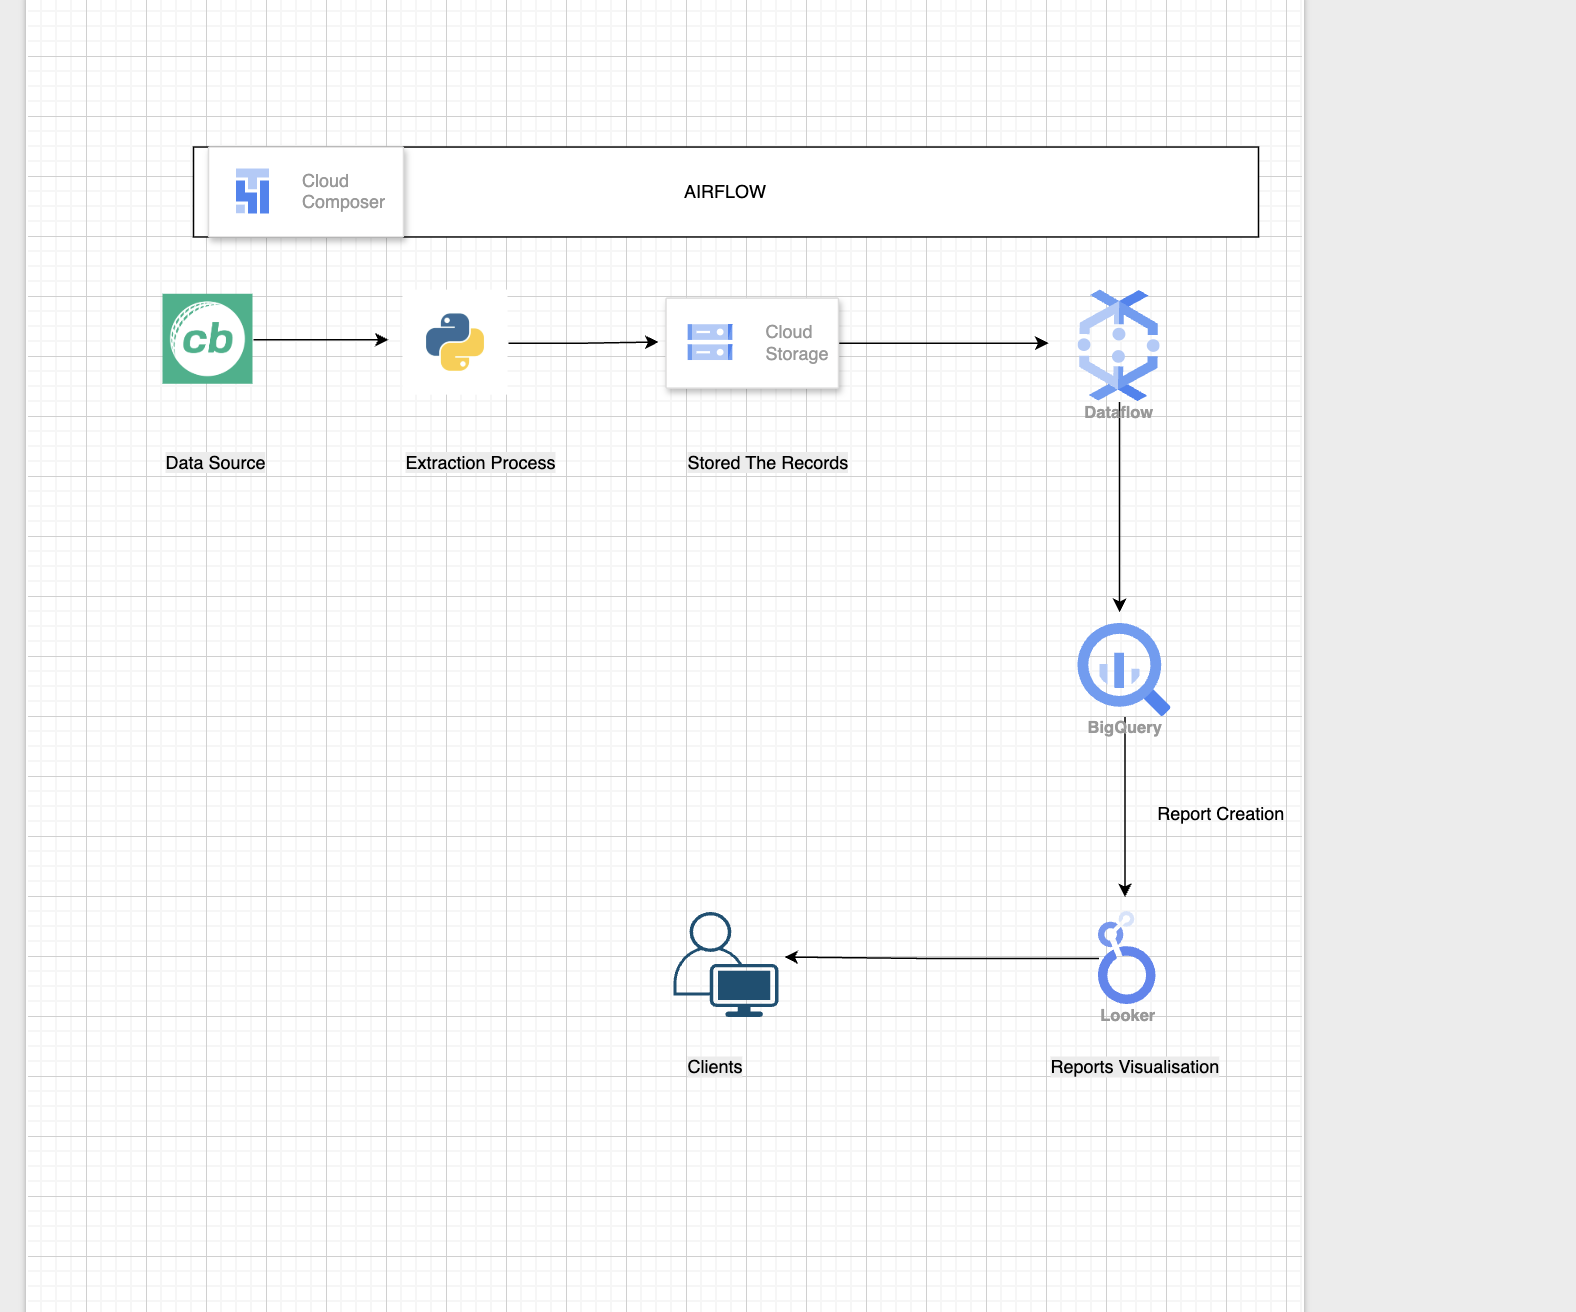 Cloud
Composer
AIRFLOW
cb
Cloud
Storage
Dataflow
Data Source
Extraction Process
Stored The Records
BigQuery
Report Creation
Looker
Clients
Reports Visualisation